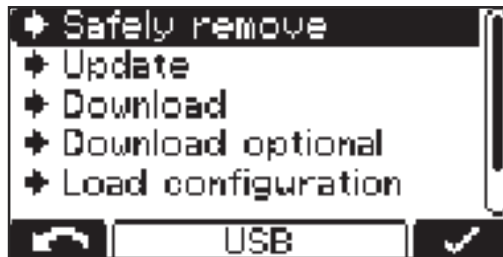 Safely remove
Update
Download
Download optional
Load configuration
USB